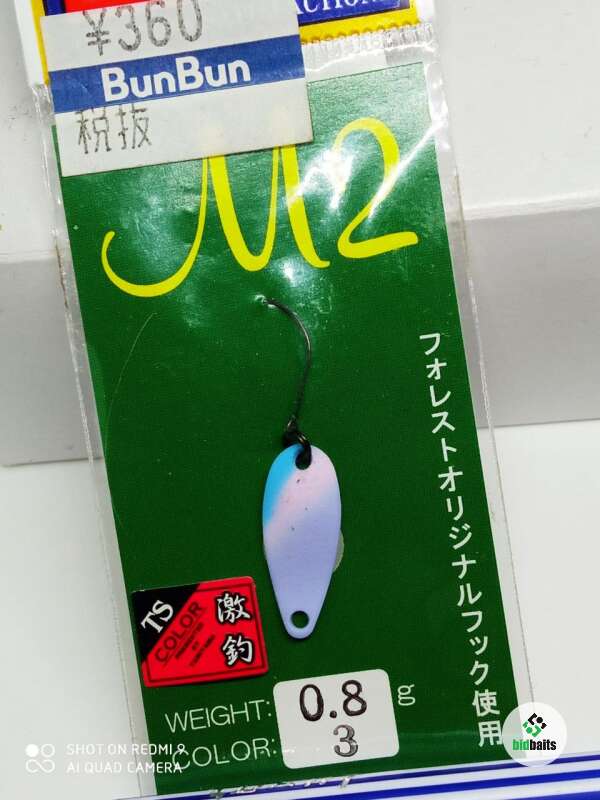 ACTION
¥360
BunBun
税抜
M2
フォレストオリジナルフック使用
TS
COLOR
激釣
WEIGHT: 0.8 g
COLOR: 3
SHOT ON REDMI 9
AI QUAD CAMERA
bidbaits